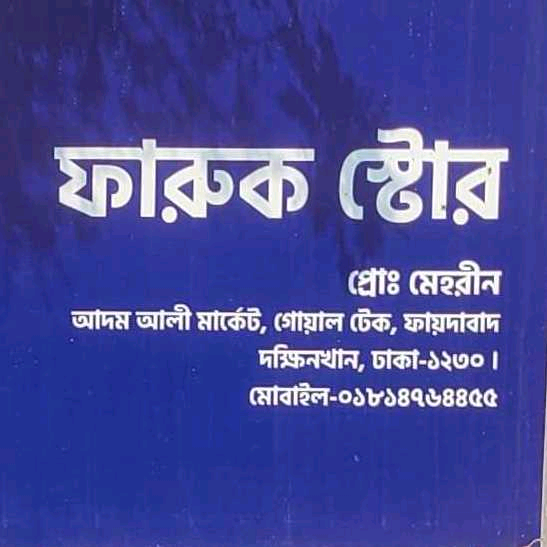 ফারুক স্টোর
প্রোঃ মেহরীন
আদম আলী মার্কেট, গোয়াল টেক, ফায়দাবাদ
দক্ষিনখান, ঢাকা-১২৩০।
মোবাইল-০১৮১৪৭৬৪৪৫৫